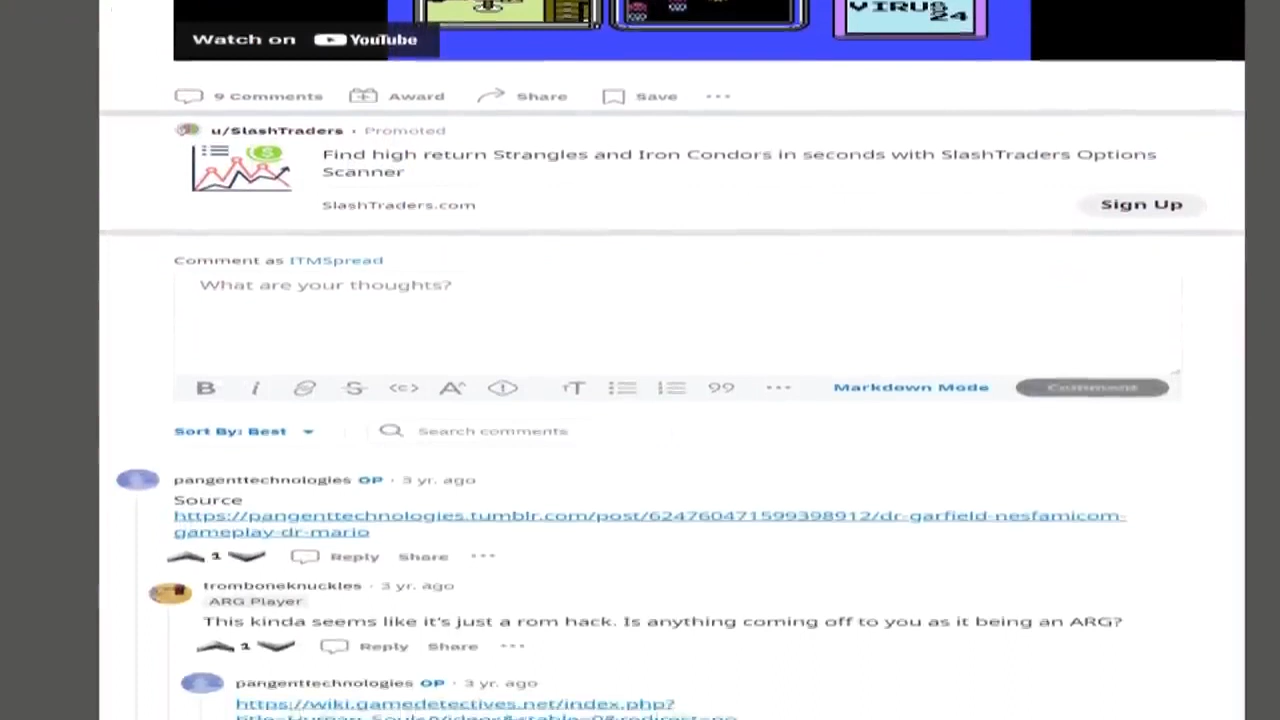 VIRUS
24
Watch on YouTube
9 Comments Award Share Save
u/SlashTraders · Promoted
Find high return Strangles and Iron Condors in seconds with SlashTraders Options
Scanner
SlashTraders.com
Sign Up
Comment as ITMSpread
What are your thoughts?
Markdown Mode Comment
Sort By: Best Search comments
pangenttechnologies OP · 3 yr. ago
Source
https://pangenttechnologies.tumblr.com/post/624760471599398912/dr-garfield-nesfamicom-
gameplay-dr-mario
1 Reply Share
tromboneknuckles · 3 yr. ago
ARG Player
This kinda seems like it's just a rom hack. Is anything coming off to you as it being an ARG?
1 Reply Share
pangenttechnologies OP · 3 yr. ago
https://wiki.gamedetectives.net/index.php?